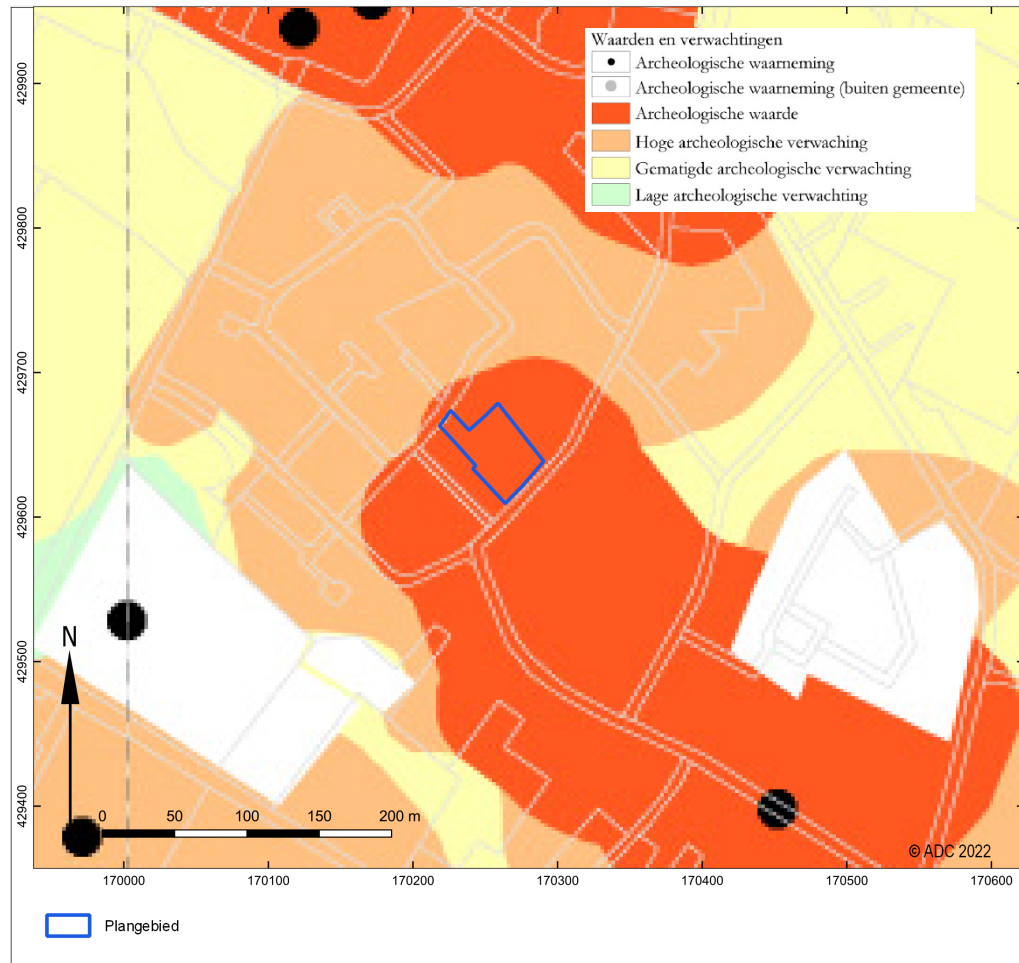 Waarden en verwachtingen
Archeologische waarneming
Archeologische waarneming (buiten gemeente)
Archeologische waarde
Hoge archeologische verwaching
Gematigde archeologische verwachting
Lage archeologische verwachting
429900
429800
429700
429600
429500
429400
N
0 50 100 150 200 m
© ADC 2022
170000 170100 170200 170300 170400 170500 170600
Plangebied